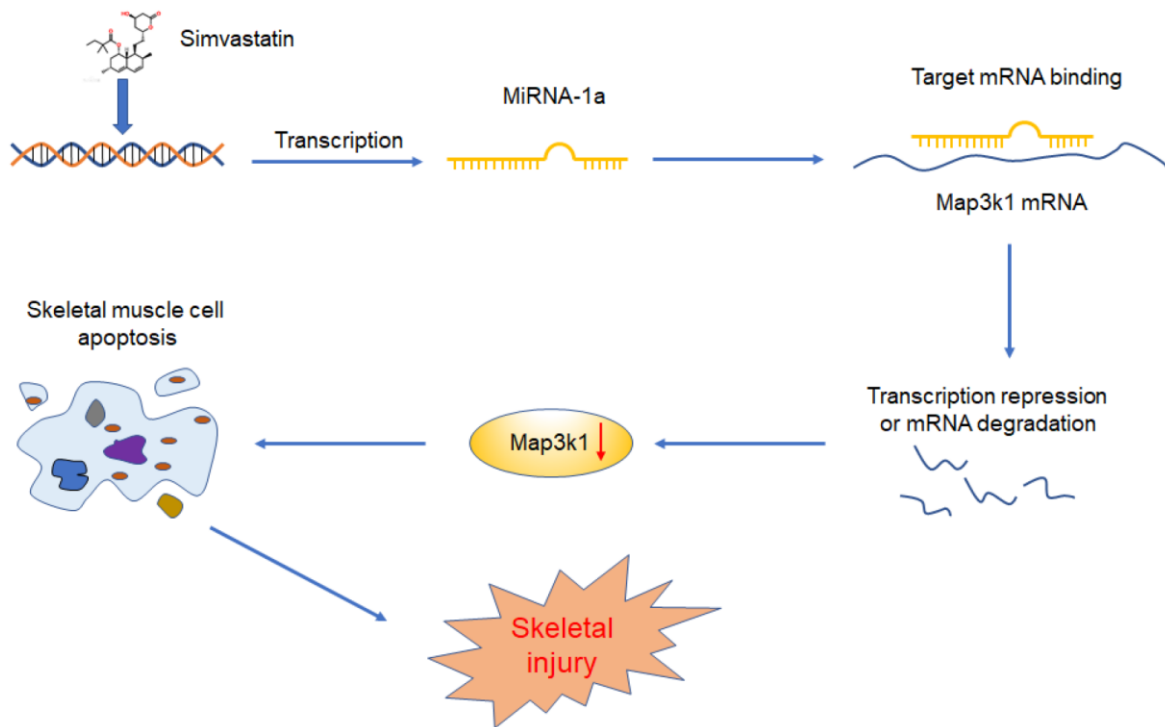 Simvastatin
Transcription
MiRNA-1a
Target mRNA binding
Map3k1 mRNA
Transcription repression
or mRNA degradation
Map3k1
Skeletal muscle cell
apoptosis
Skeletal
injury